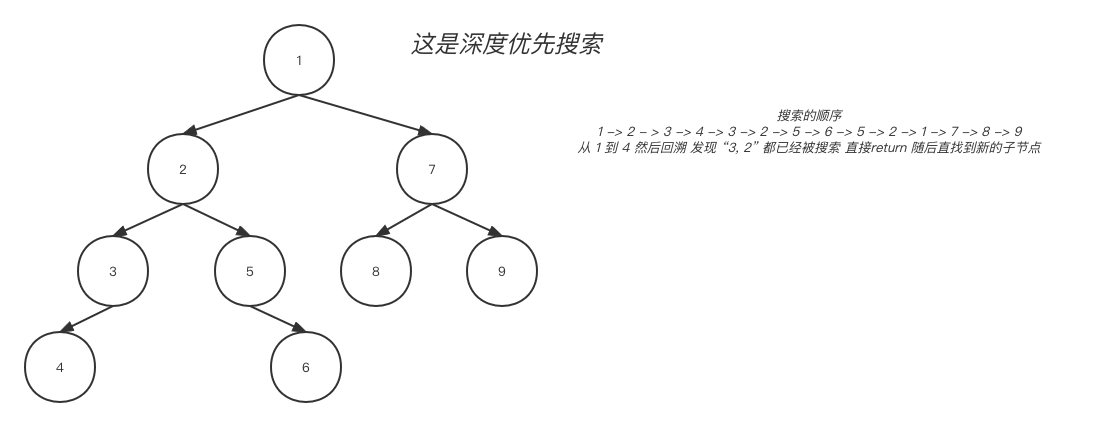 这是深度优先搜索
搜索的顺序
1 -> 2 - > 3 -> 4 -> 3 -> 2 -> 5 -> 6 -> 5 -> 2 -> 1 -> 7 -> 8 -> 9
从 1 到 4 然后回溯 发现 “3, 2” 都已经被搜索 直接return 随后直找到新的子节点
1
2
7
3
5
8
9
4
6